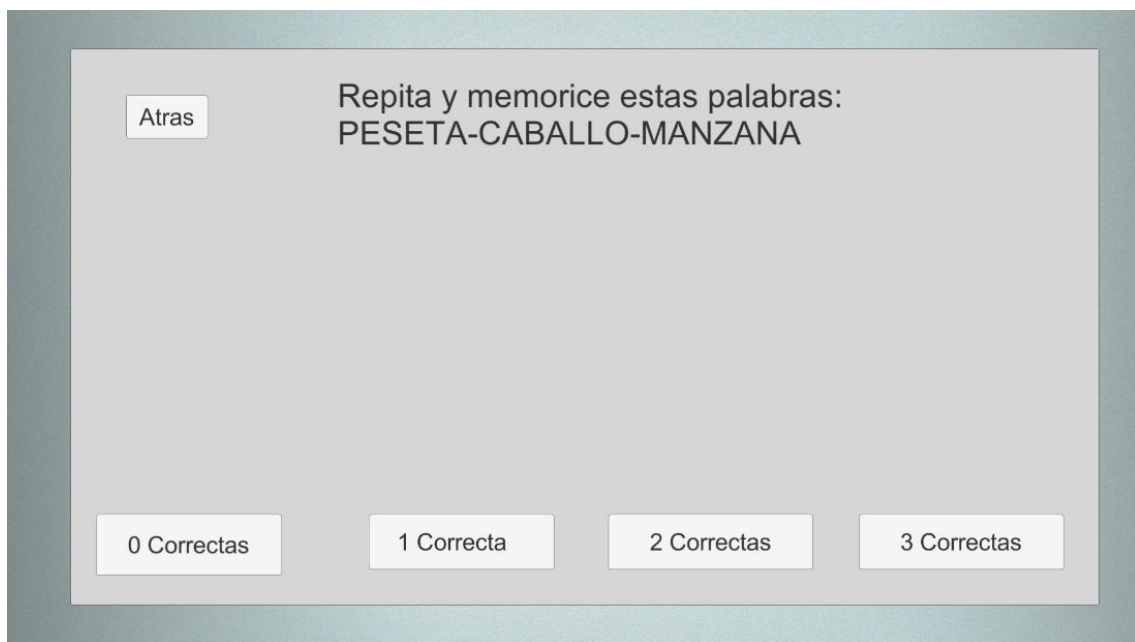 Atras
Repita y memorice estas palabras:
PESETA-CABALLO-MANZANA
0 Correctas
1 Correcta
2 Correctas
3 Correctas